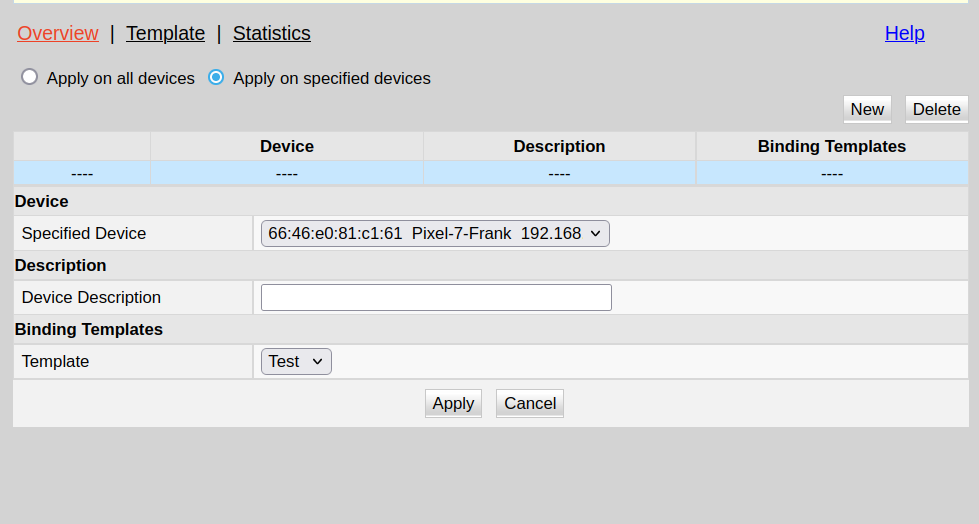 Overview | Template | Statistics Help
Apply on all devices Apply on specified devices
New Delete
Device Description Binding Templates
---- ---- ---- ----
Device
Specified Device 66:46:e0:81:c1:61 Pixel-7-Frank 192.168
Description
Device Description
Binding Templates
Template Test
Apply Cancel